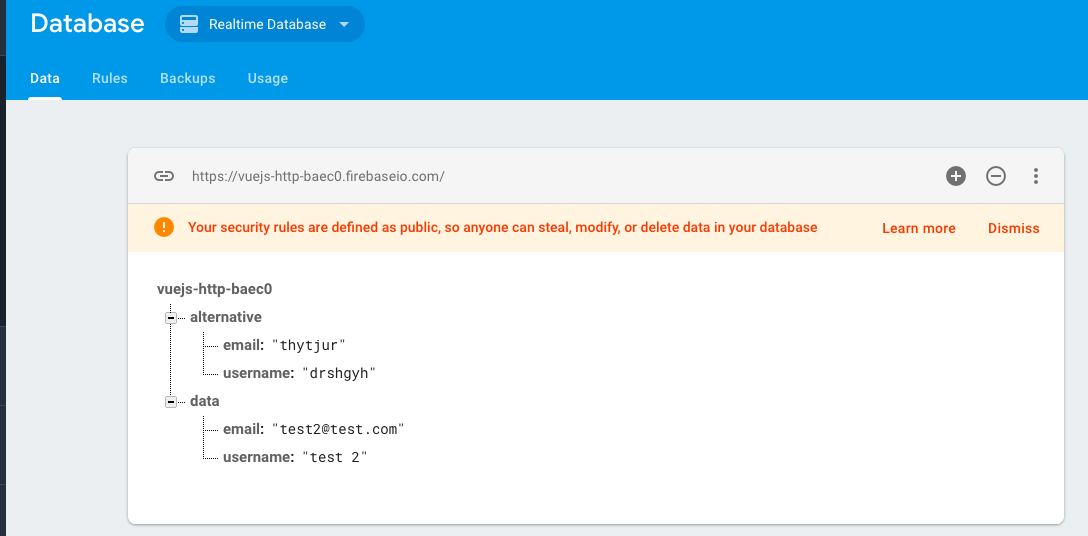 Database Realtime Database
Data Rules Backups Usage
https://vuejs-http-baec0.firebaseio.com/
! Your security rules are defined as public, so anyone can steal, modify, or delete data in your database Learn more Dismiss
vuejs-http-baec0
alternative
email: "thytjur"
username: "drshgyh"
data
email: "test2@test.com"
username: "test 2"